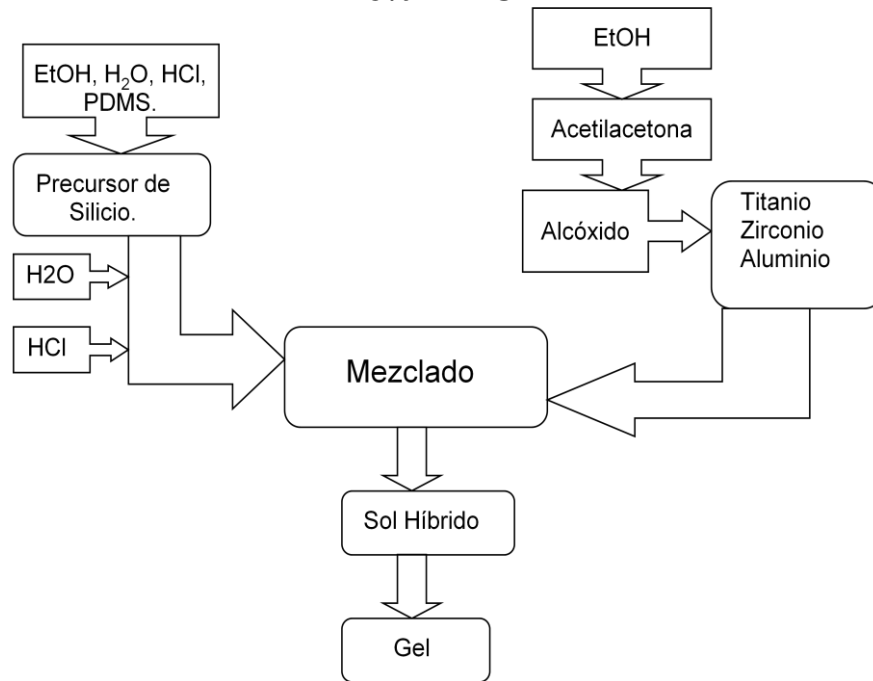 EtOH, H₂O, HCl,
PDMS.
Precursor de
Silicio.
H2O
HCl
EtOH
Acetilacetona
Alcóxido
Titanio
Zirconio
Aluminio
Mezclado
Sol Híbrido
Gel